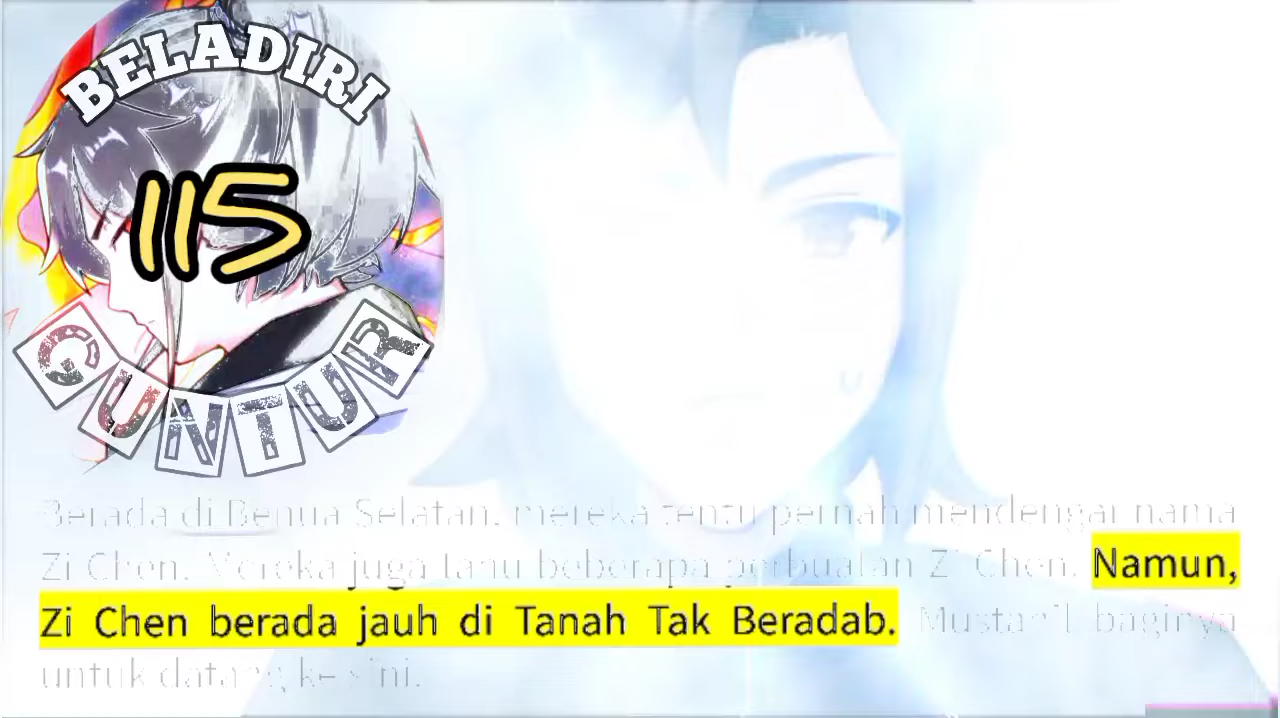 BELADIRI
115
GUNTUR
Berada di Benua Selatan, mereka tentu pernah mendengar nama
Zi Chen. Mereka juga tahu beberapa perbualan Zi Chen. Namun,
Zi Chen berada jauh di Tanah Tak Beradab. Mustahil baginya
untuk datang ke sini.